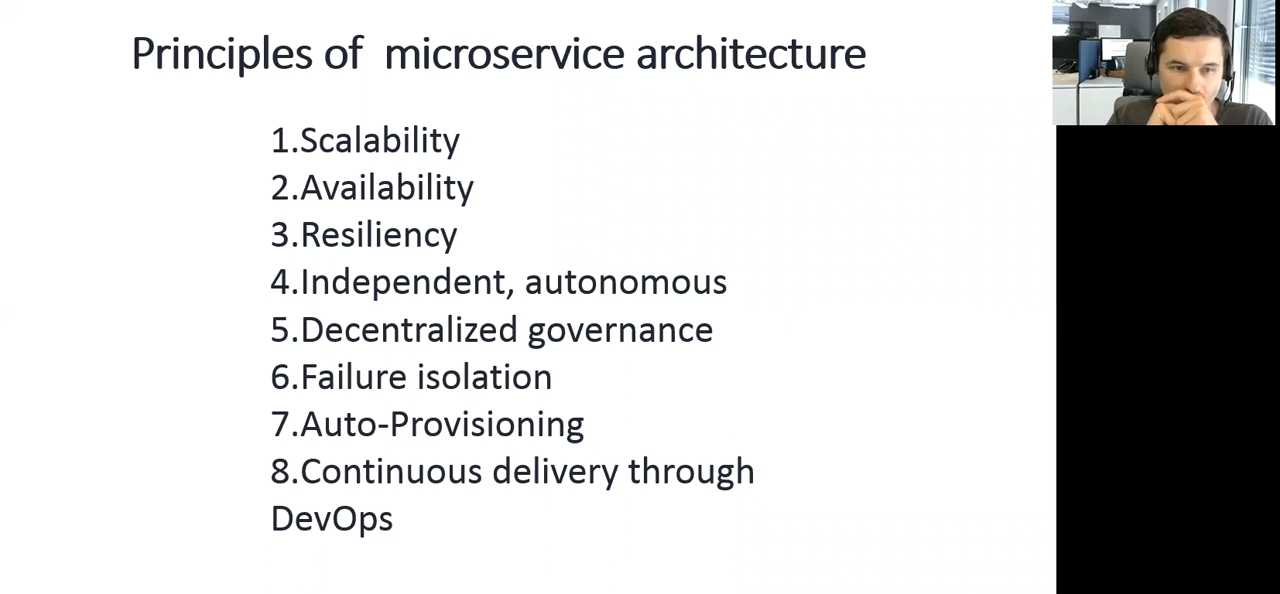 Principles of  microservice architecture
1.Scalability
2.Availability
3.Resiliency
4.Independent, autonomous
5.Decentralized governance
6.Failure isolation
7.Auto-Provisioning
8.Continuous delivery through
DevOps